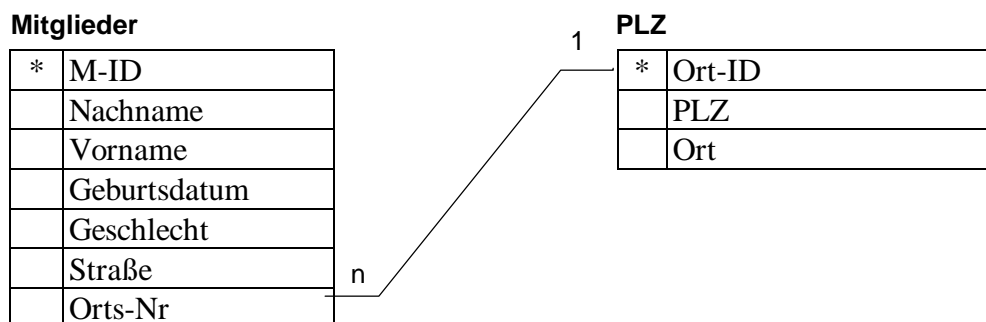 Mitglieder
* M-ID
Nachname
Vorname
Geburtsdatum
Geschlecht
Straße
Orts-Nr
n
1
PLZ
* Ort-ID
PLZ
Ort